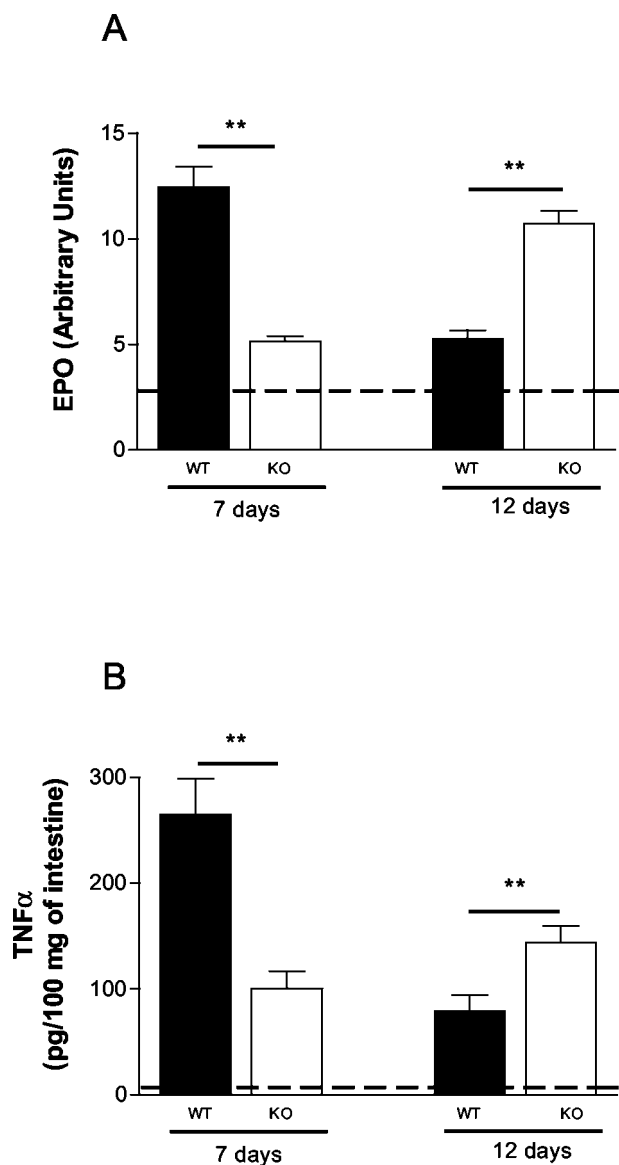 A
**
**
15
10
5
0
EPO (Arbitrary Units)
WT KO WT KO
7 days 12 days
B
**
**
300
200
100
0
TNFα
(pg/100 mg of intestine)
WT KO WT KO
7 days 12 days